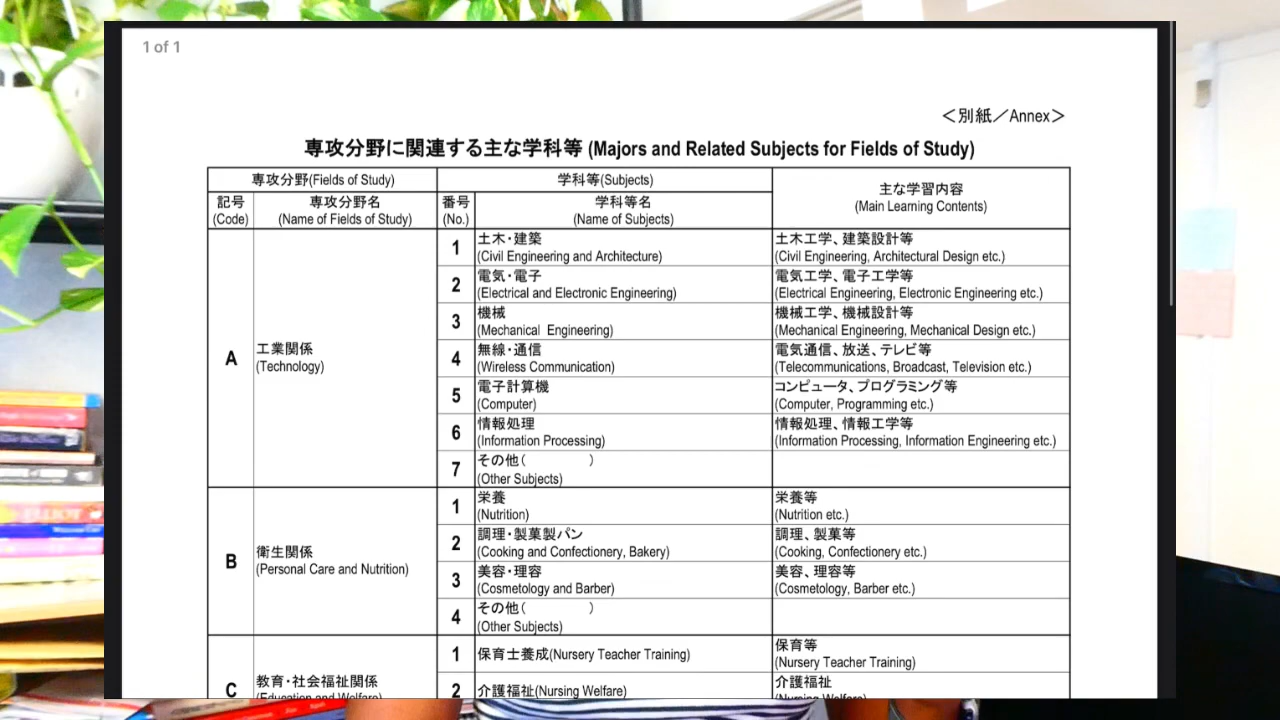 1 of 1
＜別紙／Annex＞
専攻分野に関連する主な学科等 (Majors and Related Subjects for Fields of Study)
専攻分野(Fields of Study)
学科等(Subjects)
主な学習内容
(Main Learning Contents)
記号
(Code)
専攻分野名
(Name of Fields of Study)
番号
(No.)
学科等名
(Name of Subjects)
A
工業関係
(Technology)
1
土木・建築
(Civil Engineering and Architecture)
土木工学、建築設計等
(Civil Engineering, Architectural Design etc.)
2
電気・電子
(Electrical and Electronic Engineering)
電気工学、電子工学等
(Electrical Engineering, Electronic Engineering etc.)
3
機械
(Mechanical Engineering)
機械工学、機械設計等
(Mechanical Engineering, Mechanical Design etc.)
4
無線・通信
(Wireless Communication)
電気通信、放送、テレビ等
(Telecommunications, Broadcast, Television etc.)
5
電子計算機
(Computer)
コンピュータ、プログラミング等
(Computer, Programming etc.)
6
情報処理
(Information Processing)
情報処理、情報工学等
(Information Processing, Information Engineering etc.)
7
その他( )
(Other Subjects)
B
衛生関係
(Personal Care and Nutrition)
1
栄養
(Nutrition)
栄養等
(Nutrition etc.)
2
調理・製菓製パン
(Cooking and Confectionery, Bakery)
調理、製菓等
(Cooking, Confectionery etc.)
3
美容・理容
(Cosmetology and Barber)
美容、理容等
(Cosmetology, Barber etc.)
4
その他( )
(Other Subjects)
C
教育・社会福祉関係
(Education and Welfare)
1
保育士養成(Nursery Teacher Training)
保育等
(Nursery Teacher Training)
2
介護福祉(Nursing Welfare)
介護福祉
(Nursing Welfare)